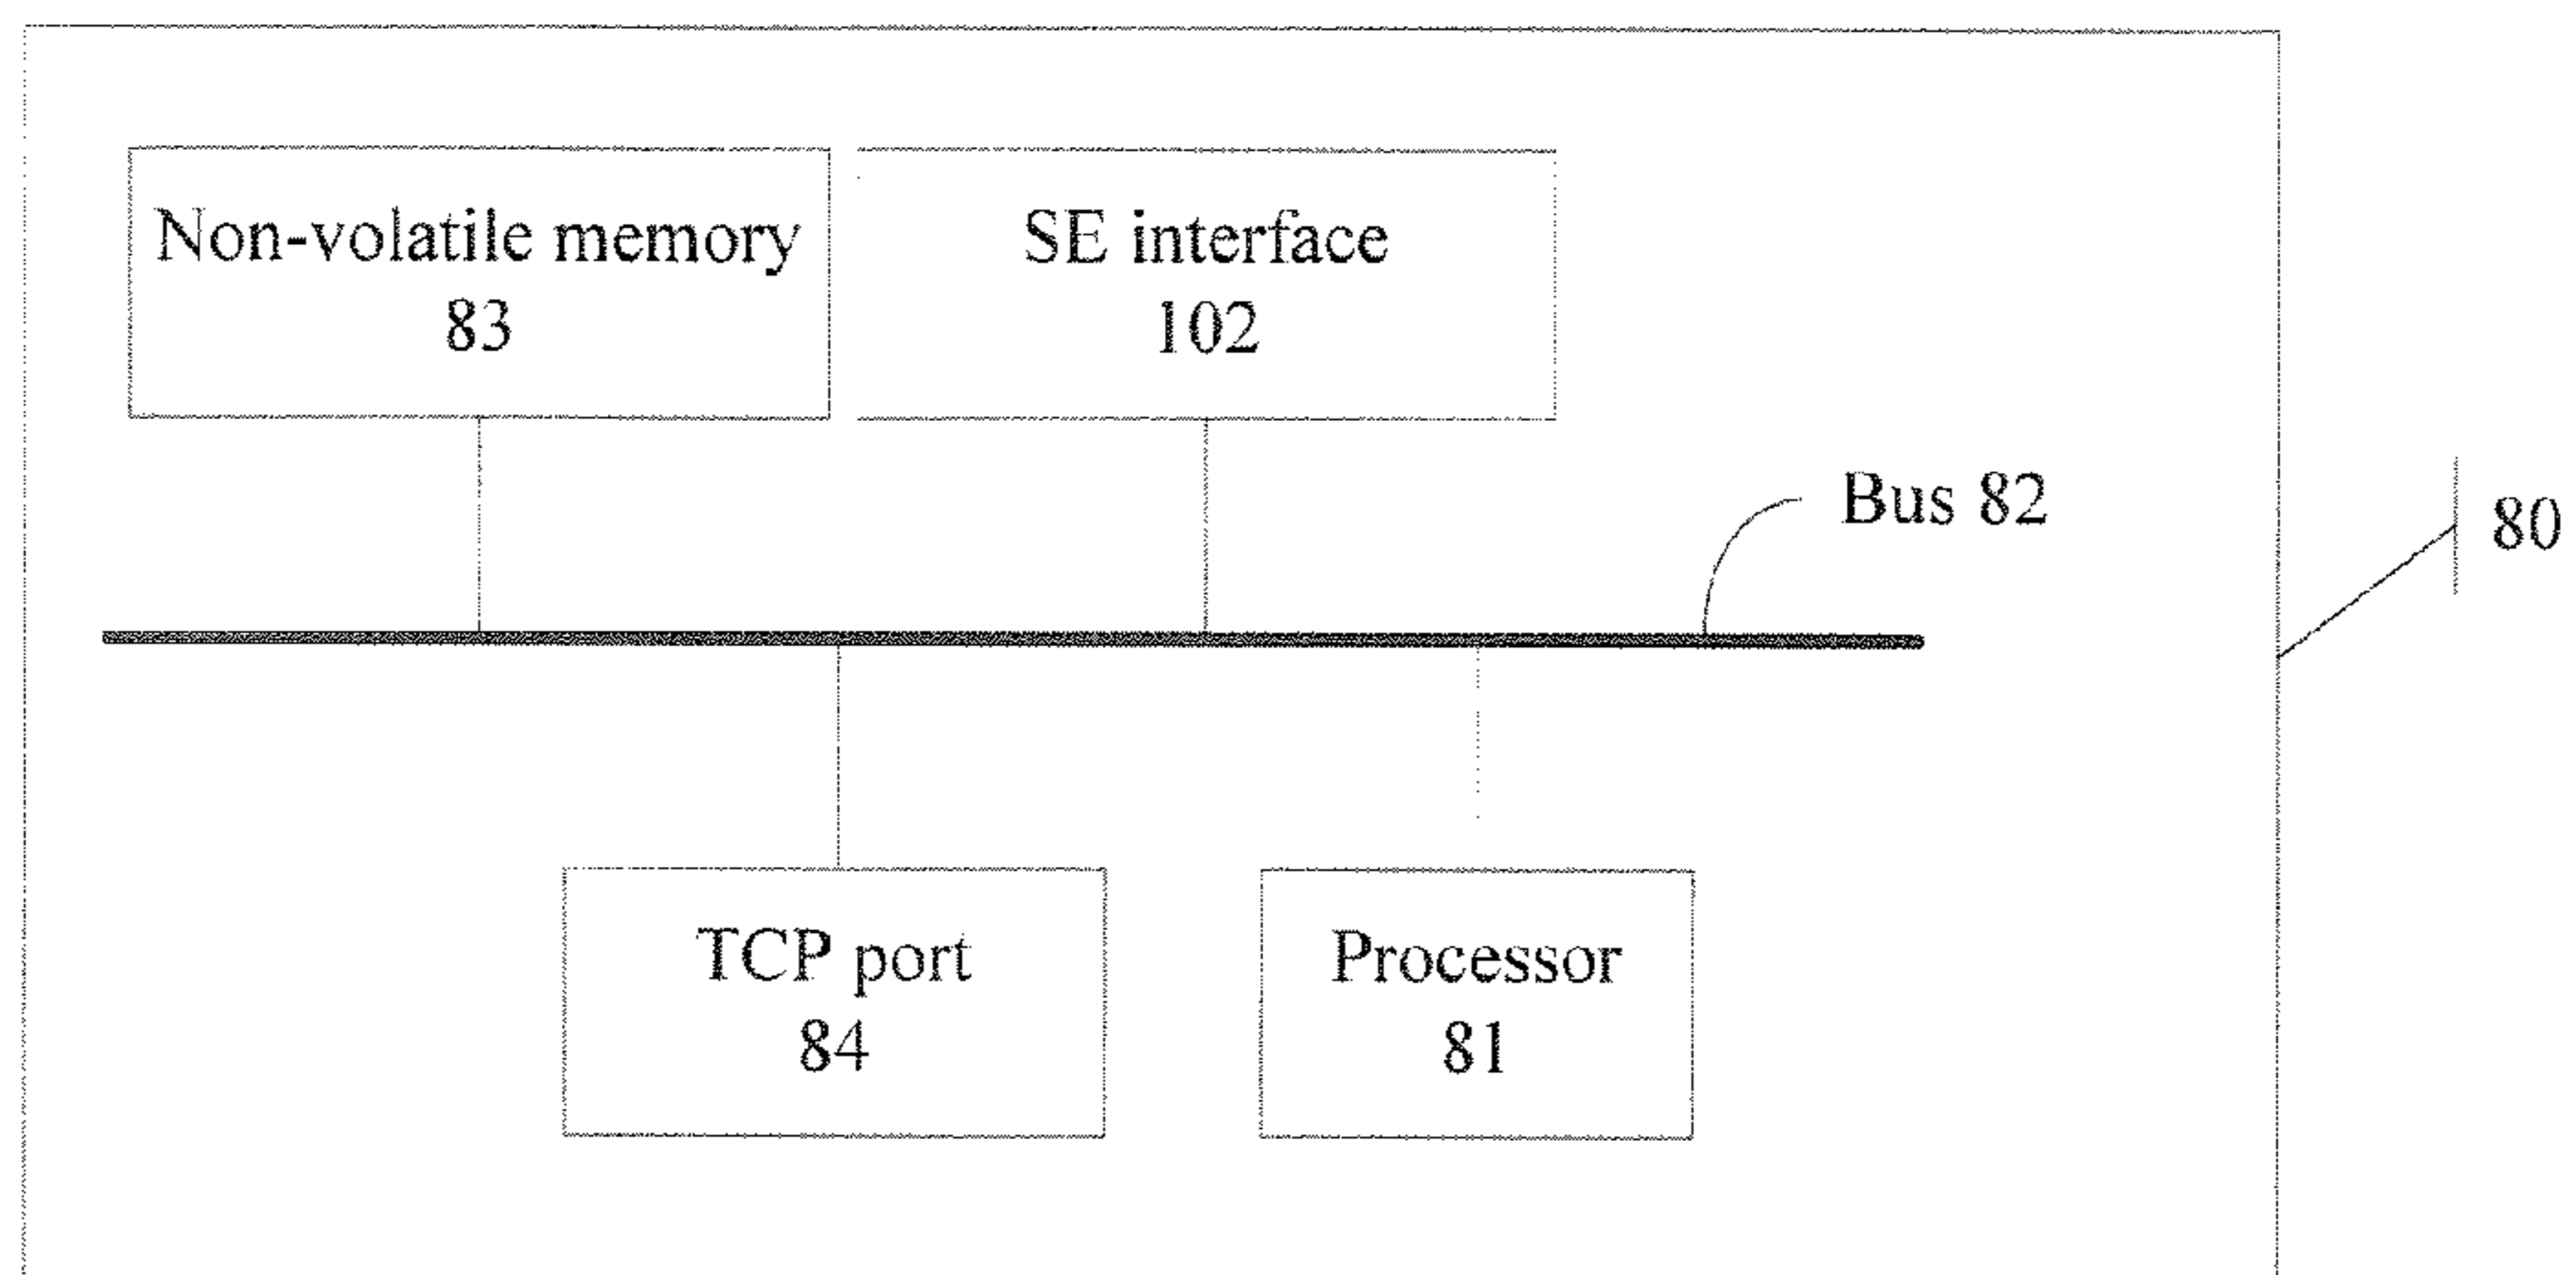 Non-volatile memory
83
SE interface
102
Bus 82
80
TCP port
84
Processor
81